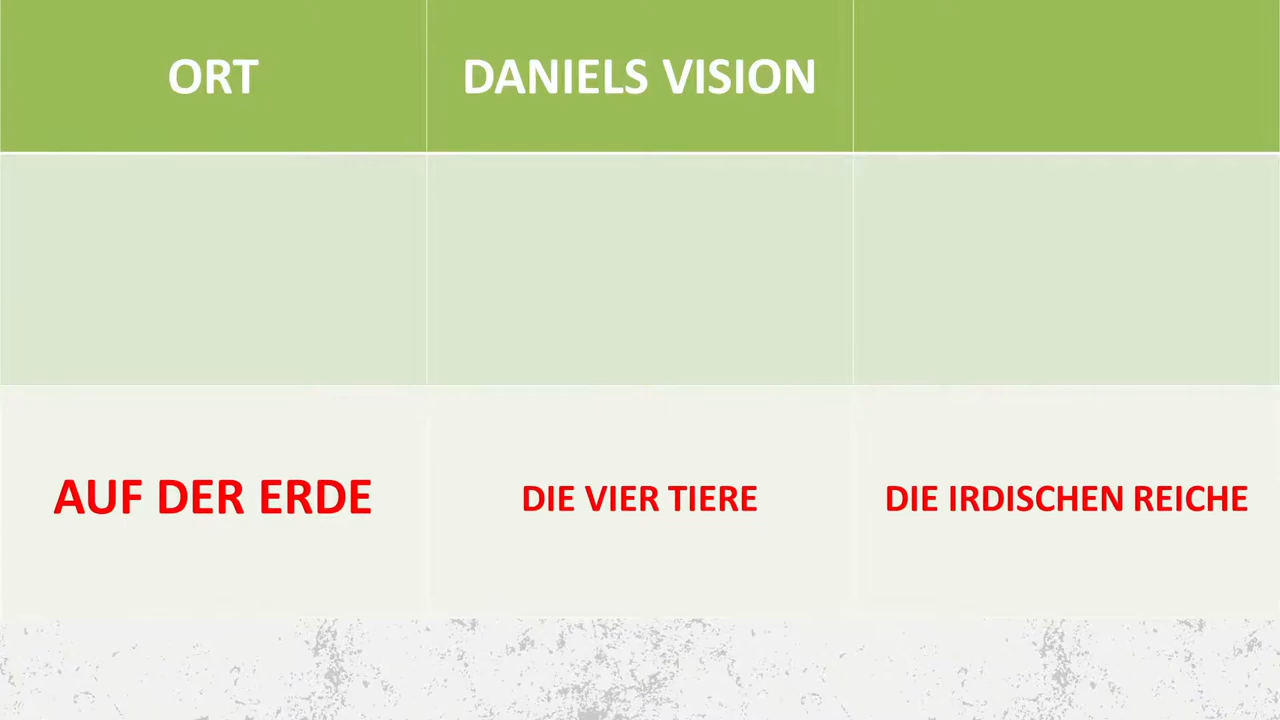 ORT
DANIELS VISION
AUF DER ERDE
DIE VIER TIERE
DIE IRDISCHEN REICHE